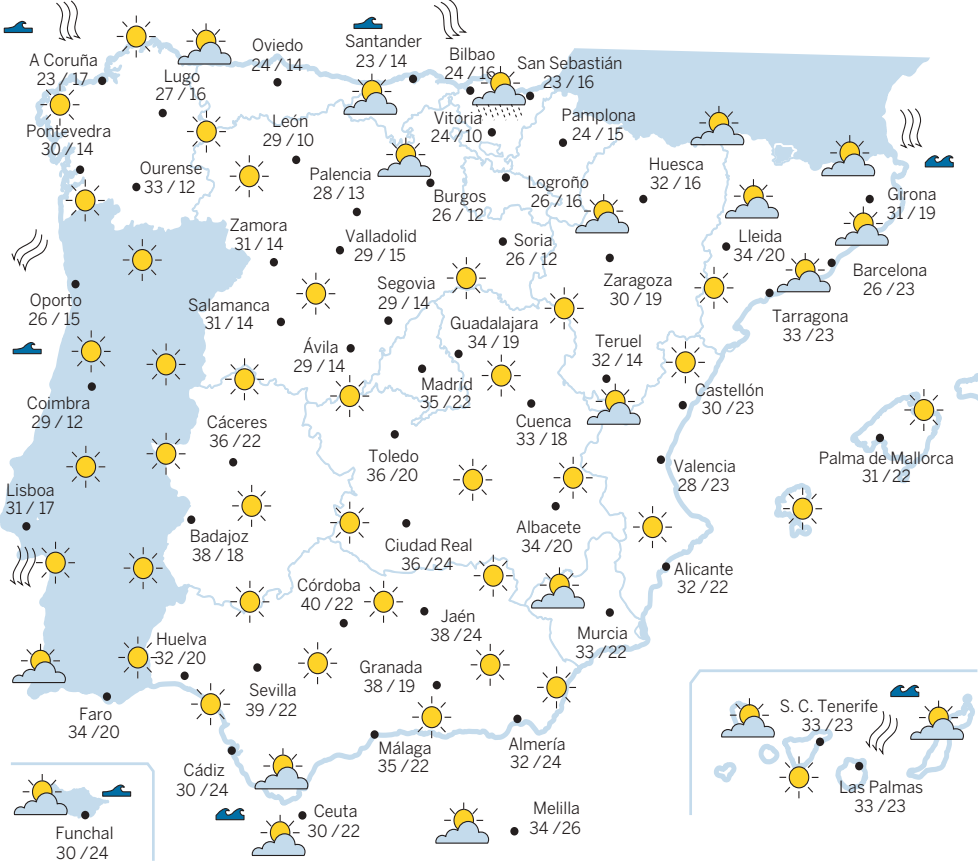 A Coruña
23 / 17
Lugo
27 / 16
Oviedo
24 / 14
Santander
23 / 14
Bilbao
24 / 16
San Sebastián
23 / 16
Pontevedra
30 / 14
Ourense
33 / 12
León
29 / 10
Palencia
28 / 13
Vitoria
24 / 10
Pamplona
24 / 15
Burgos
26 / 12
Logroño
26 / 16
Huesca
32 / 16
Girona
31 / 19
Zamora
31 / 14
Valladolid
29 / 15
Soria
26 / 12
Zaragoza
30 / 19
Lleida
34 / 20
Barcelona
26 / 23
Oporto
26 / 15
Salamanca
31 / 14
Segovia
29 / 14
Guadalajara
34 / 19
Tarragona
33 / 23
Ávila
29 / 14
Madrid
35 / 22
Teruel
32 / 14
Castellón
30 / 23
Coimbra
29 / 12
Cáceres
36 / 22
Toledo
36 / 20
Cuenca
33 / 18
Valencia
28 / 23
Palma de Mallorca
31 / 22
Lisboa
31 / 17
Badajoz
38 / 18
Ciudad Real
36 / 24
Albacete
34 / 20
Alicante
32 / 22
Córdoba
40 / 22
Jaén
38 / 24
Murcia
33 / 22
Huelva
32 / 20
Sevilla
39 / 22
Granada
38 / 19
Faro
34 / 20
Cádiz
30 / 24
Málaga
35 / 22
Almería
32 / 24
S. C. Tenerife
33 / 23
Las Palmas
33 / 23
Funchal
30 / 24
Ceuta
30 / 22
Melilla
34 / 26